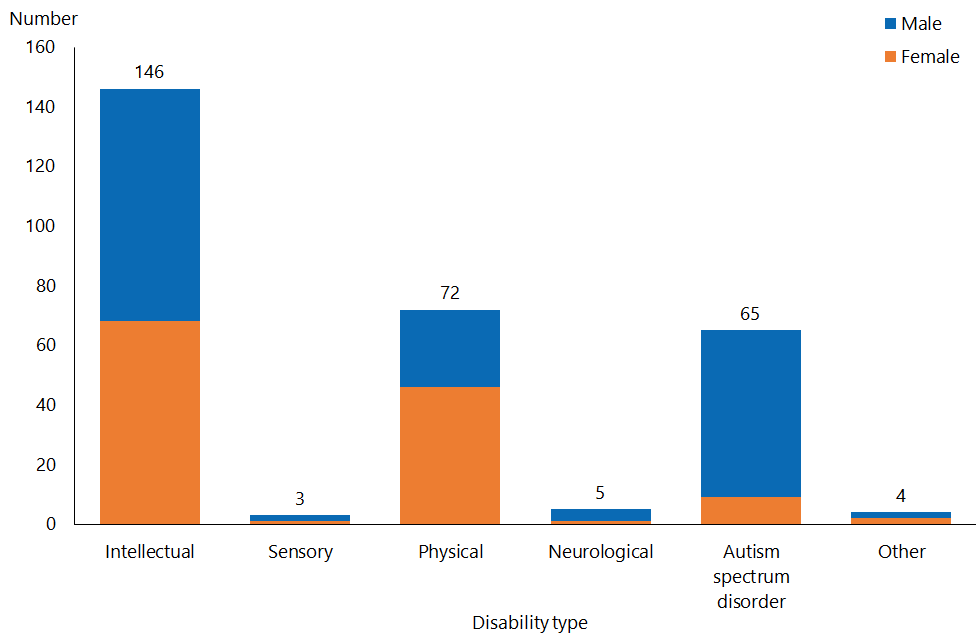 Number
Male
Female
160
140
120
100
80
60
40
20
0
146
3
72
5
65
4
Intellectual
Sensory
Physical
Neurological
Autism
spectrum
disorder
Other
Disability type